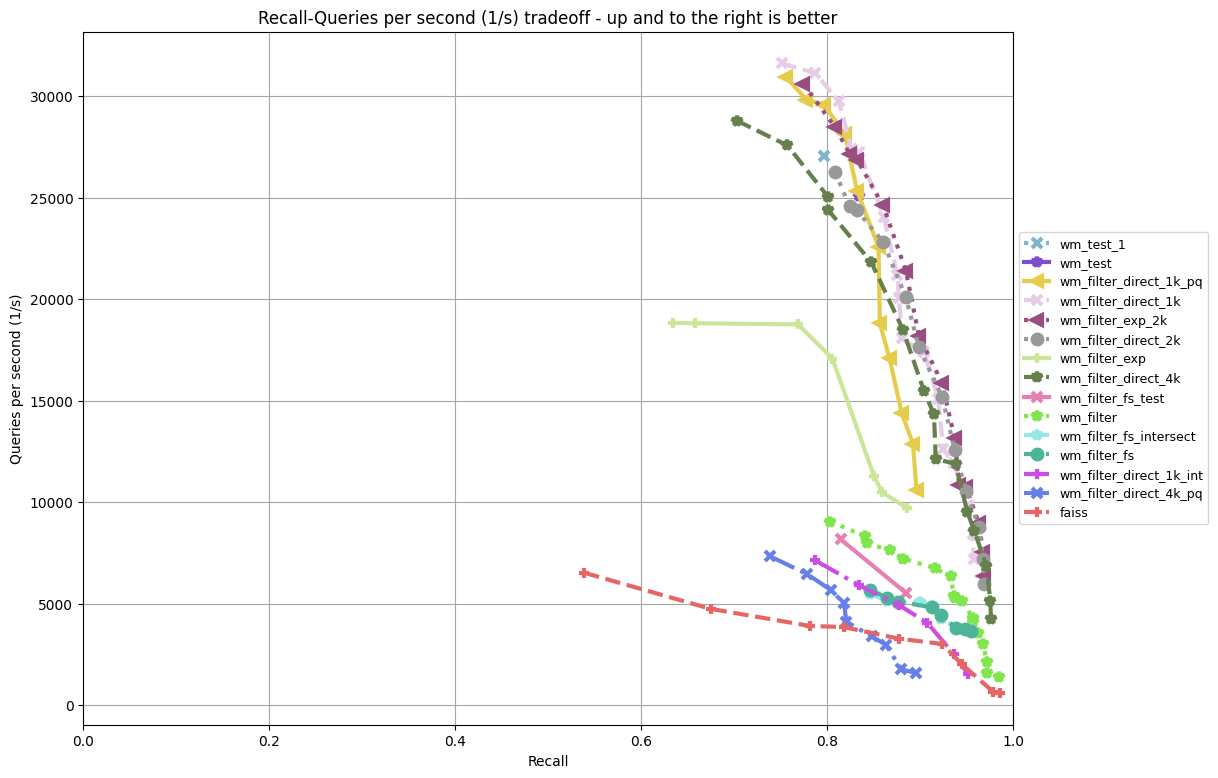 Recall-Queries per second (1/s) tradeoff - up and to the right is better
Queries per second (1/s)
30000
25000
20000
15000
10000
5000
0
0.0 0.2 0.4 0.6 0.8 1.0
Recall
wm_test_1
wm_test
wm_filter_direct_1k_pq
wm_filter_direct_1k
wm_filter_exp_2k
wm_filter_direct_2k
wm_filter_exp
wm_filter_direct_4k
wm_filter_fs_test
wm_filter
wm_filter_fs_intersect
wm_filter_fs
wm_filter_direct_1k_int
wm_filter_direct_4k_pq
faiss